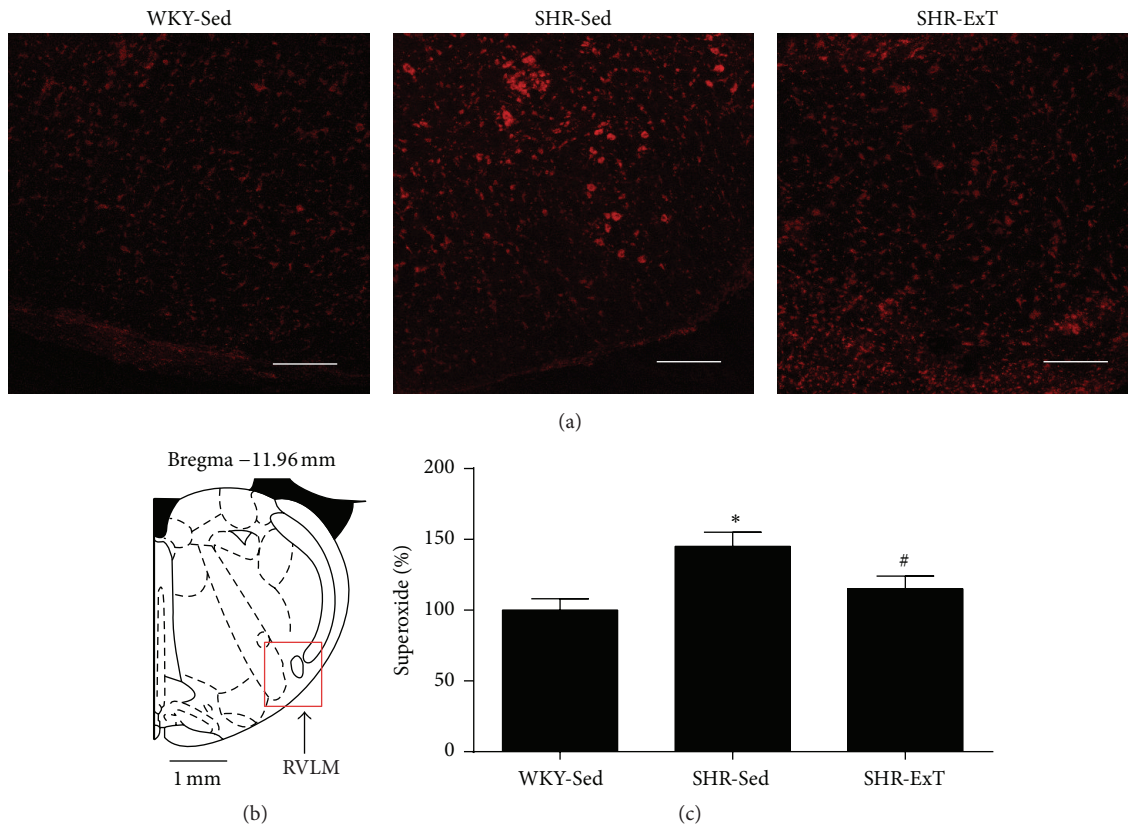 WKY-Sed
SHR-Sed
SHR-ExT
(a)
Bregma −11.96 mm
RVLM
1 mm
(b)
200
150
100
50
0
Superoxide (%)
*
#
WKY-Sed
SHR-Sed
SHR-ExT
(c)